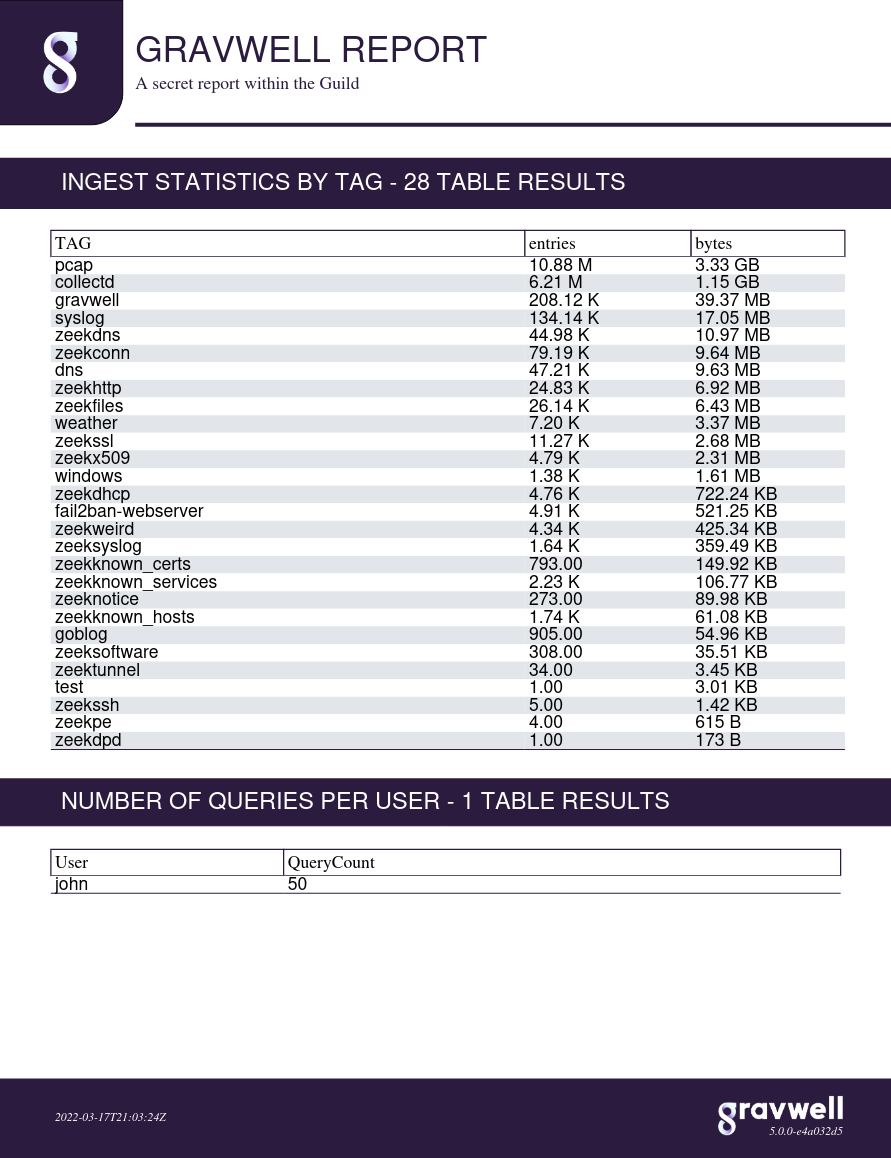 GRAVWELL REPORT
A secret report within the Guild
INGEST STATISTICS BY TAG - 28 TABLE RESULTS
TAG entries bytes
pcap 10.88 M 3.33 GB
collectd 6.21 M 1.15 GB
gravwell 208.12 K 39.37 MB
syslog 134.14 K 17.05 MB
zeekdns 44.98 K 10.97 MB
zeekconn 79.19 K 9.64 MB
dns 47.21 K 9.63 MB
zeekhttp 24.83 K 6.92 MB
zeekfiles 26.14 K 6.43 MB
weather 7.20 K 3.37 MB
zeekssl 11.27 K 2.68 MB
zeekx509 4.79 K 2.31 MB
windows 1.38 K 1.61 MB
zeekdhcp 4.76 K 722.24 KB
fail2ban-webserver 4.91 K 521.25 KB
zeekweird 4.34 K 425.34 KB
zeeksyslog 1.64 K 359.49 KB
zeekknown_certs 793.00 149.92 KB
zeekknown_services 2.23 K 106.77 KB
zeeknotice 273.00 89.98 KB
zeekknown_hosts 1.74 K 61.08 KB
goblog 905.00 54.96 KB
zeeksoftware 308.00 35.51 KB
zeektunnel 34.00 3.45 KB
test 1.00 3.01 KB
zeekssh 5.00 1.42 KB
zeekpe 4.00 615 B
zeekdpd 1.00 173 B
NUMBER OF QUERIES PER USER - 1 TABLE RESULTS
User QueryCount
john 50
2022-03-17T21:03:24Z
gravwell
5.0.0-e4a032d5